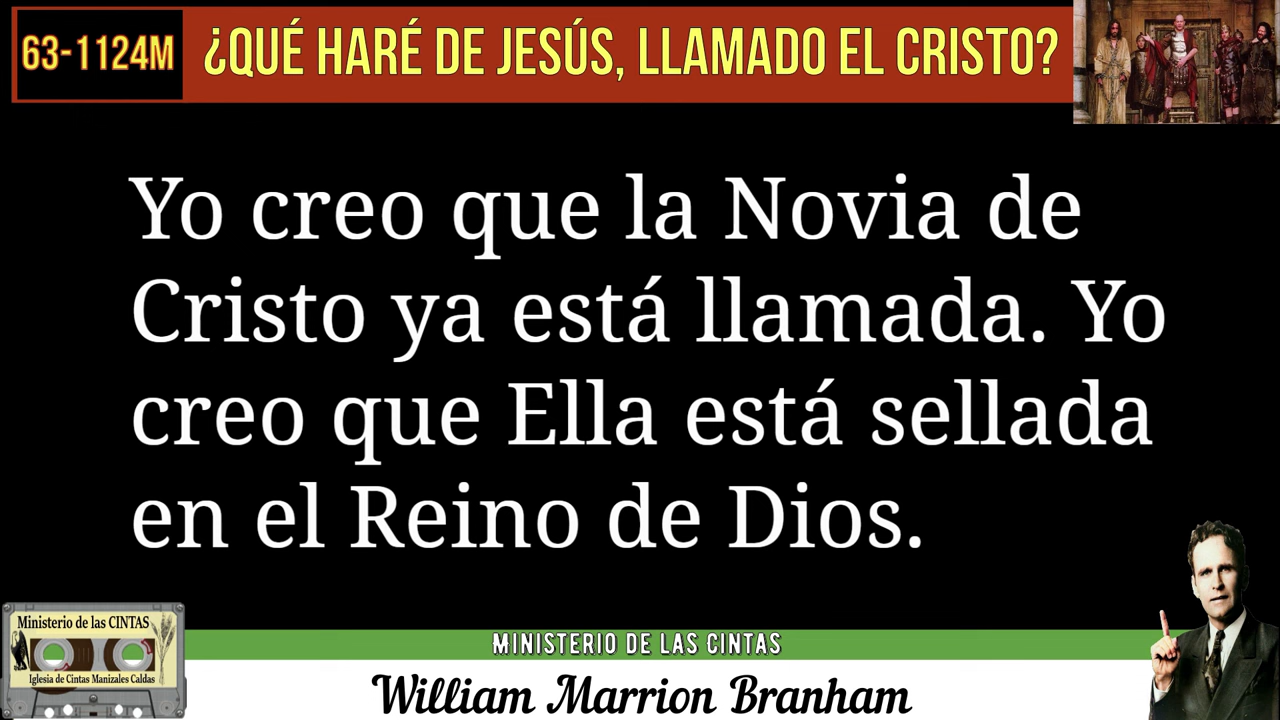 63-1124M
¿QUÉ HARÉ DE JESÚS, LLAMADO EL CRISTO?
Yo creo que la Novia de
Cristo ya está llamada. Yo
creo que Ella está sellada
en el Reino de Dios.
Ministerio de las CINTAS
Iglesia de Cintas Manizales Caldas
MINISTERIO DE LAS CINTAS
William Marrion Branham